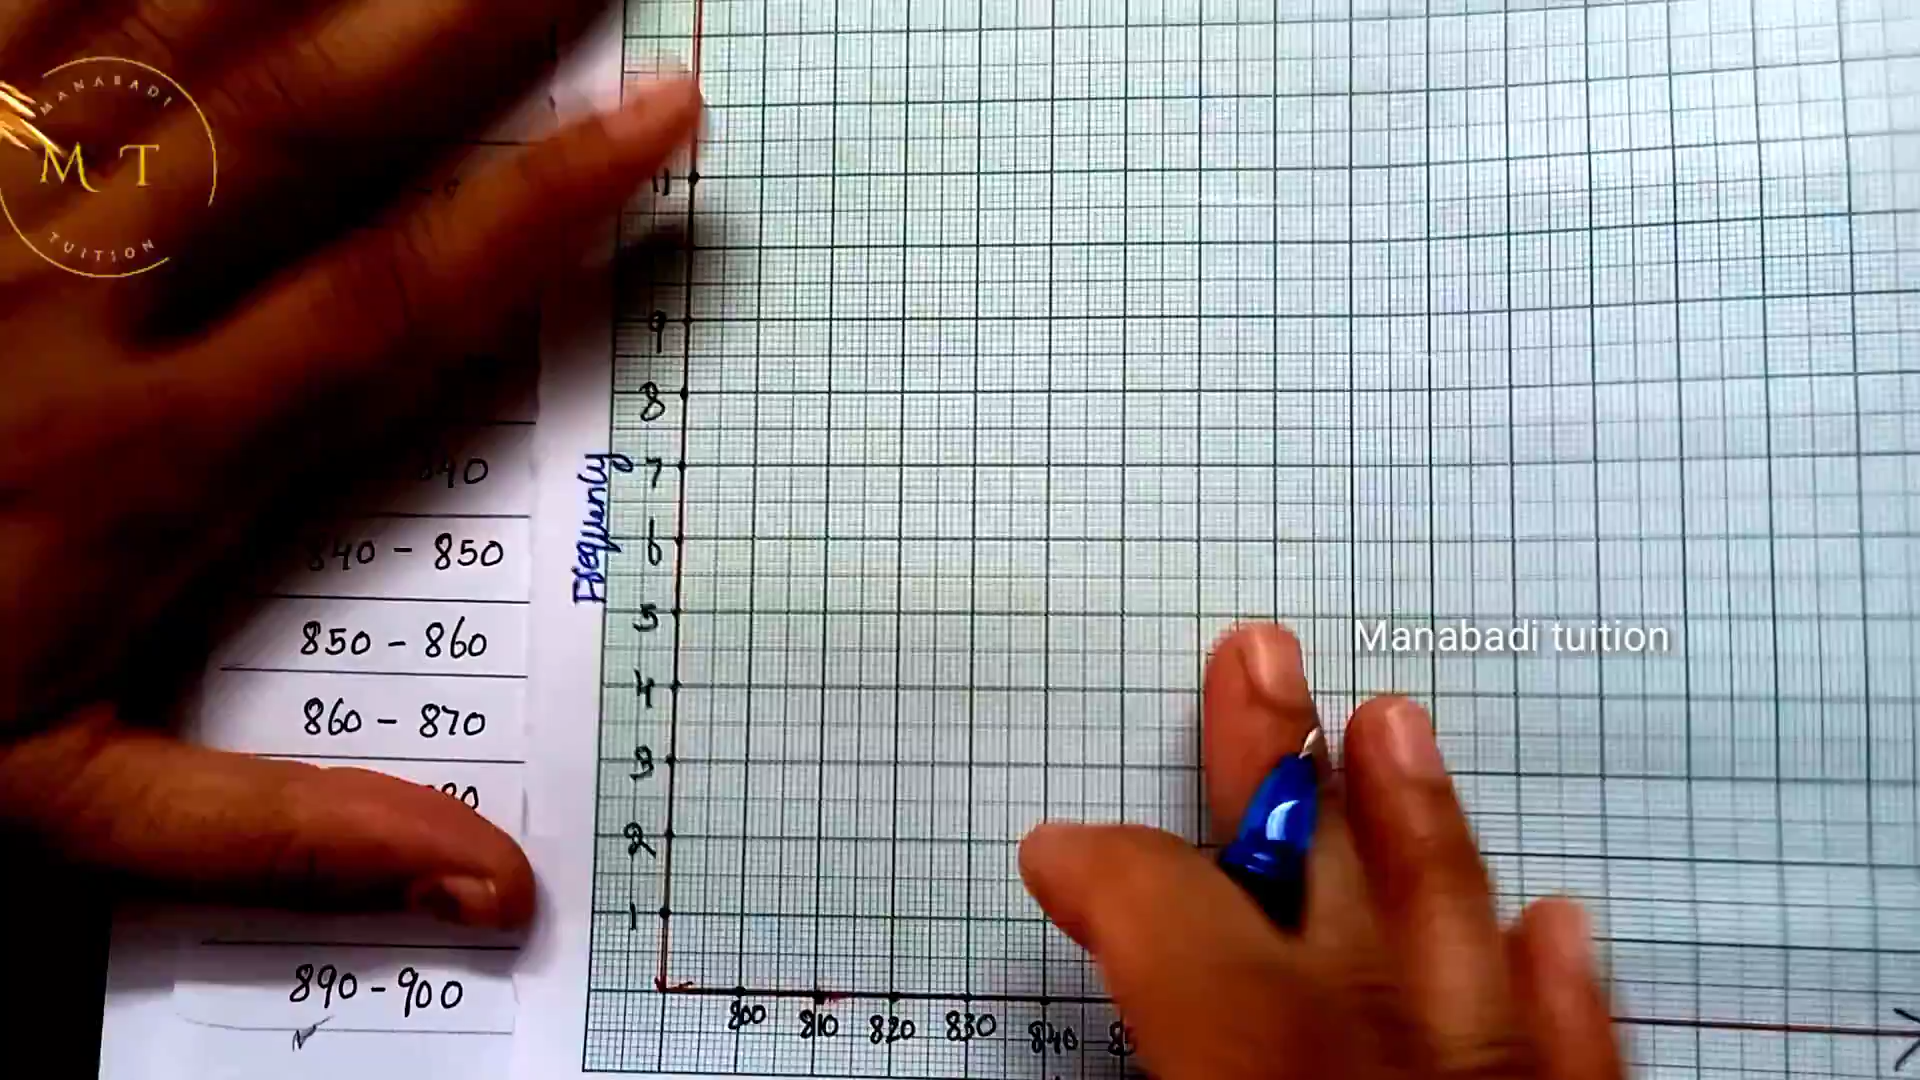 MANABADI
M T
TUITION
840 - 850
850 - 860
860 - 870
890 - 900
Frequency
11
9
8
7
6
5
4
3
2
1
800 810 820 830 840
Manabadi tuition